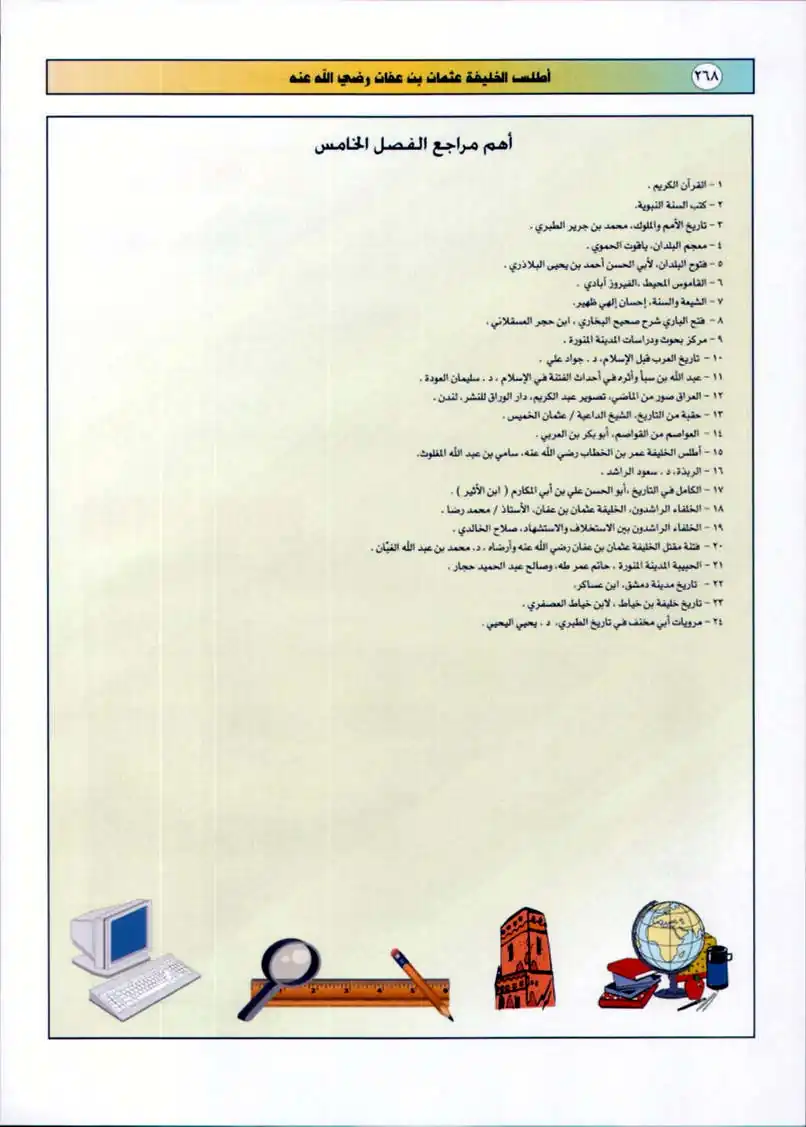 ٢٦٨
أطلس الخليفة عثمان بن عفان رضي الله عنه
أهم مراجع الفصل الخامس
١ - القرآن الكريم .
٢ - كتب السنة النبوية.
٣ - تاريخ الأمم والملوك، محمد بن جرير الطبري .
٤ - معجم البلدان، ياقوت الحموي .
٥ - فتوح البلدان، لأبي الحسن أحمد بن يحيى البلاذري .
٦ - القاموس المحيط ،الفيروز آبادي .
٧ - الشيعة والسنة، إحسان إلهي ظهير.
٨ - فتح الباري شرح صحيح البخاري ، ابن حجر العسقلاني .
٩ - مركز بحوث ودراسات المدينة المنورة .
١٠ - تاريخ العرب قبل الإسلام، د . جواد علي .
١١ - عبد الله بن سبأ وأثره في أحداث الفتنة في الإسلام ، د . سليمان العودة .
١٢ - العراق صور من الماضي، تصوير عبد الكريم، دار الوراق للنشر، لندن .
١٣ - حقبة من التاريخ، الشيخ الداعية / عثمان الخميس .
١٤ - العواصم من القواصم، أبو بكر بن العربي .
١٥ - أطلس الخليفة عمر بن الخطاب رضي الله عنه، سامي بن عبد الله المغلوث.
١٦ - الربذة، د . سعود الراشد .
١٧ - الكامل في التاريخ ،أبو الحسن علي بن أبي المكارم ( ابن الأثير ) .
١٨ - الخلفاء الراشدون، الخليفة عثمان بن عفان، الأستاذ / محمد رضا .
١٩ - الخلفاء الراشدون بين الاستخلاف والاستشهاد، صلاح الخالدي .
٢٠ - فتنة مقتل الخليفة عثمان بن عفان رضي الله عنه وأرضاه ، د. محمد بن عبد الله الغبَّان .
٢١ - الحبيبة المدينة المنورة ، حاتم عمر طه، وصالح عبد الحميد حجار .
٢٢ - تاريخ مدينة دمشق، ابن عساكر.
٢٣ - تاريخ خليفة بن خياط ، لابن خياط العصفري .
٢٤ - مرويات أبي مخنف في تاريخ الطبري، د . يحيي اليحيي .